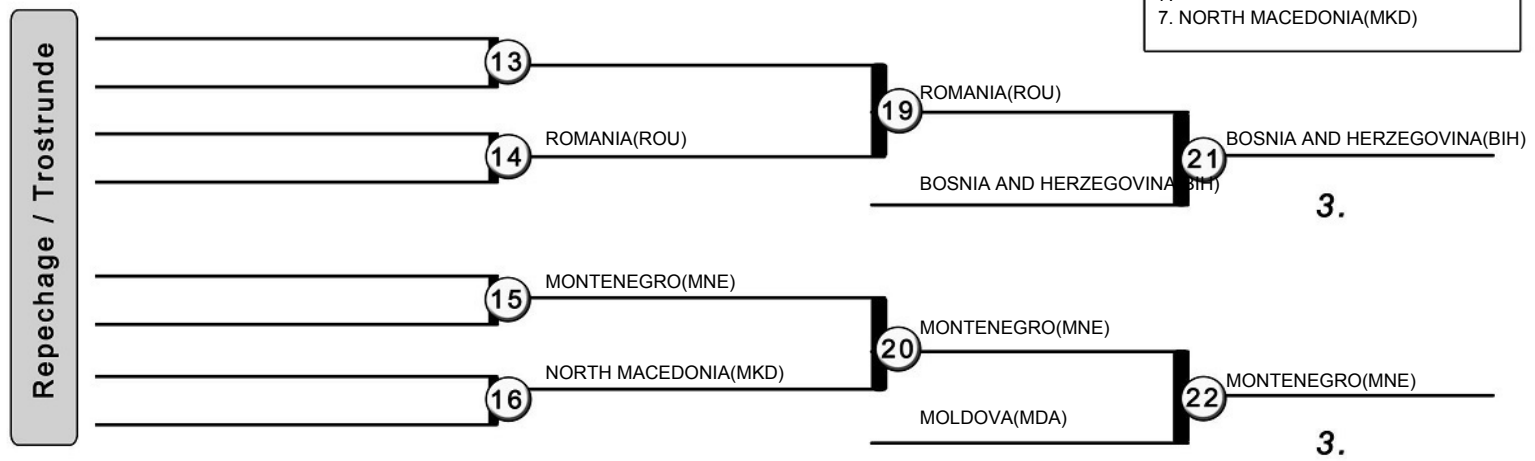 7. NORTH MACEDONIA(MKD)
Repechage / Trostrunde
13
ROMANIA(ROU)
19
ROMANIA(ROU)
14
BOSNIA AND HERZEGOVINA(BIH)
21
BOSNIA AND HERZEGOVINA(BIH)
3.
MONTENEGRO(MNE)
15
MONTENEGRO(MNE)
20
NORTH MACEDONIA(MKD)
16
MOLDOVA(MDA)
MONTENEGRO(MNE)
22
3.